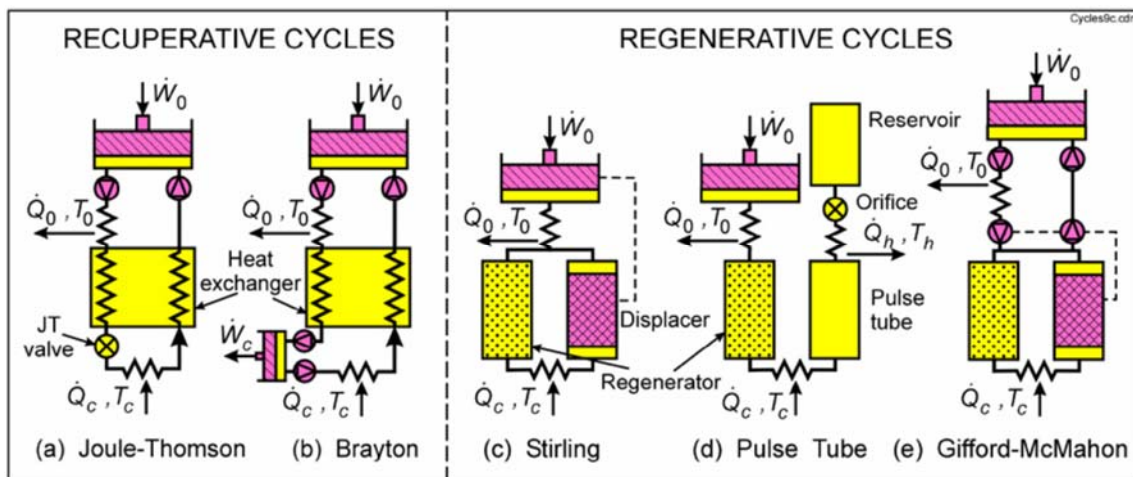 Cycles9c.cdr
RECUPERATIVE CYCLES
REGENERATIVE CYCLES
Ẇ₀
Ẇ₀
Q̇₀ , T₀
Q̇₀ , T₀
Heat
exchanger
JT
valve
Ẇc
Q̇c , Tc
Q̇c , Tc
(a) Joule-Thomson
(b) Brayton
Ẇ₀
Q̇₀ , T₀
Displacer
Regenerator
Q̇c , Tc
(c) Stirling
Ẇ₀
Reservoir
Orifice
Q̇₀ , T₀
Q̇h , Th
Pulse
tube
Q̇c , Tc
(d) Pulse Tube
Ẇ₀
Q̇₀ , T₀
Q̇c , Tc
(e) Gifford-McMahon